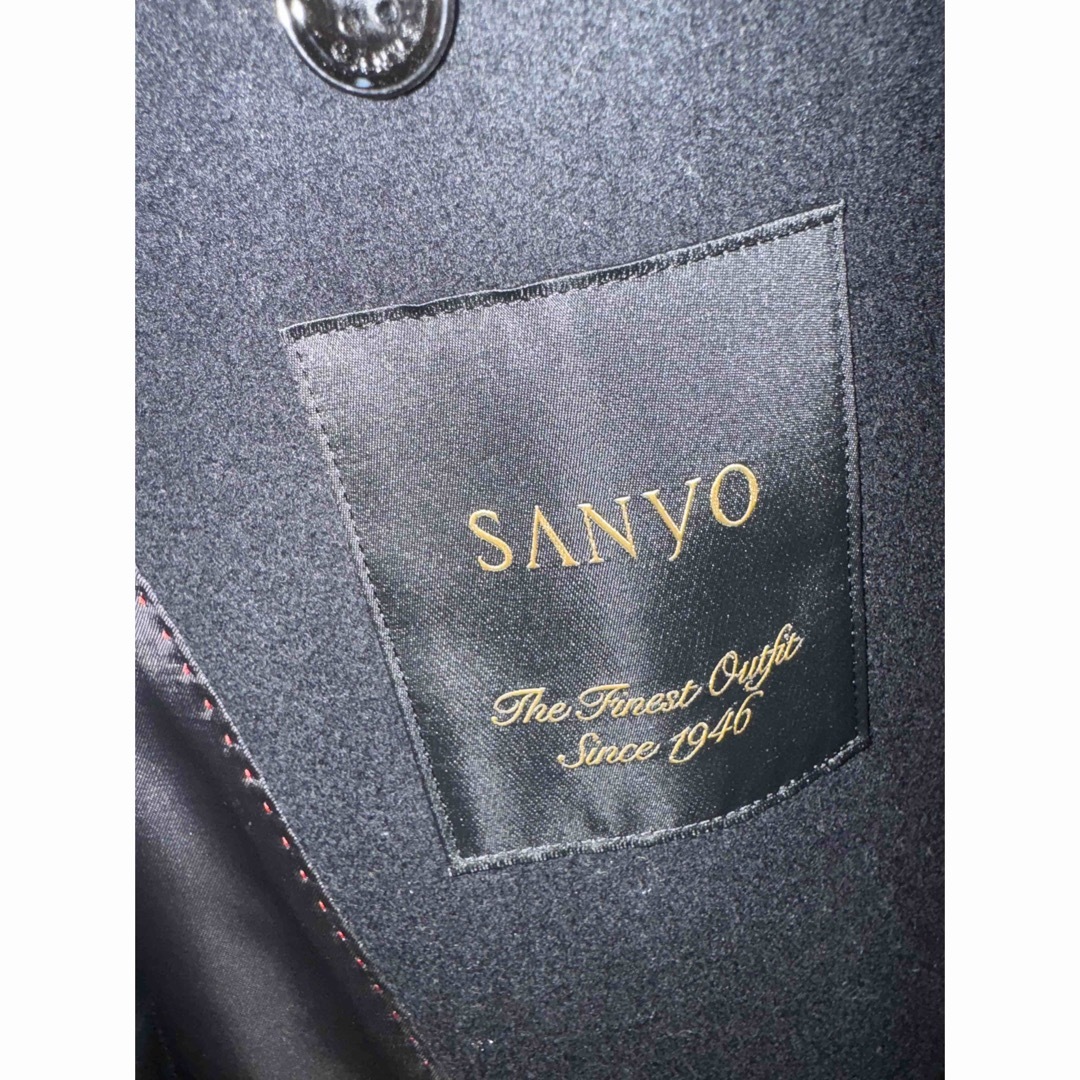 SANYO
The Finest Outfit
Since 1946